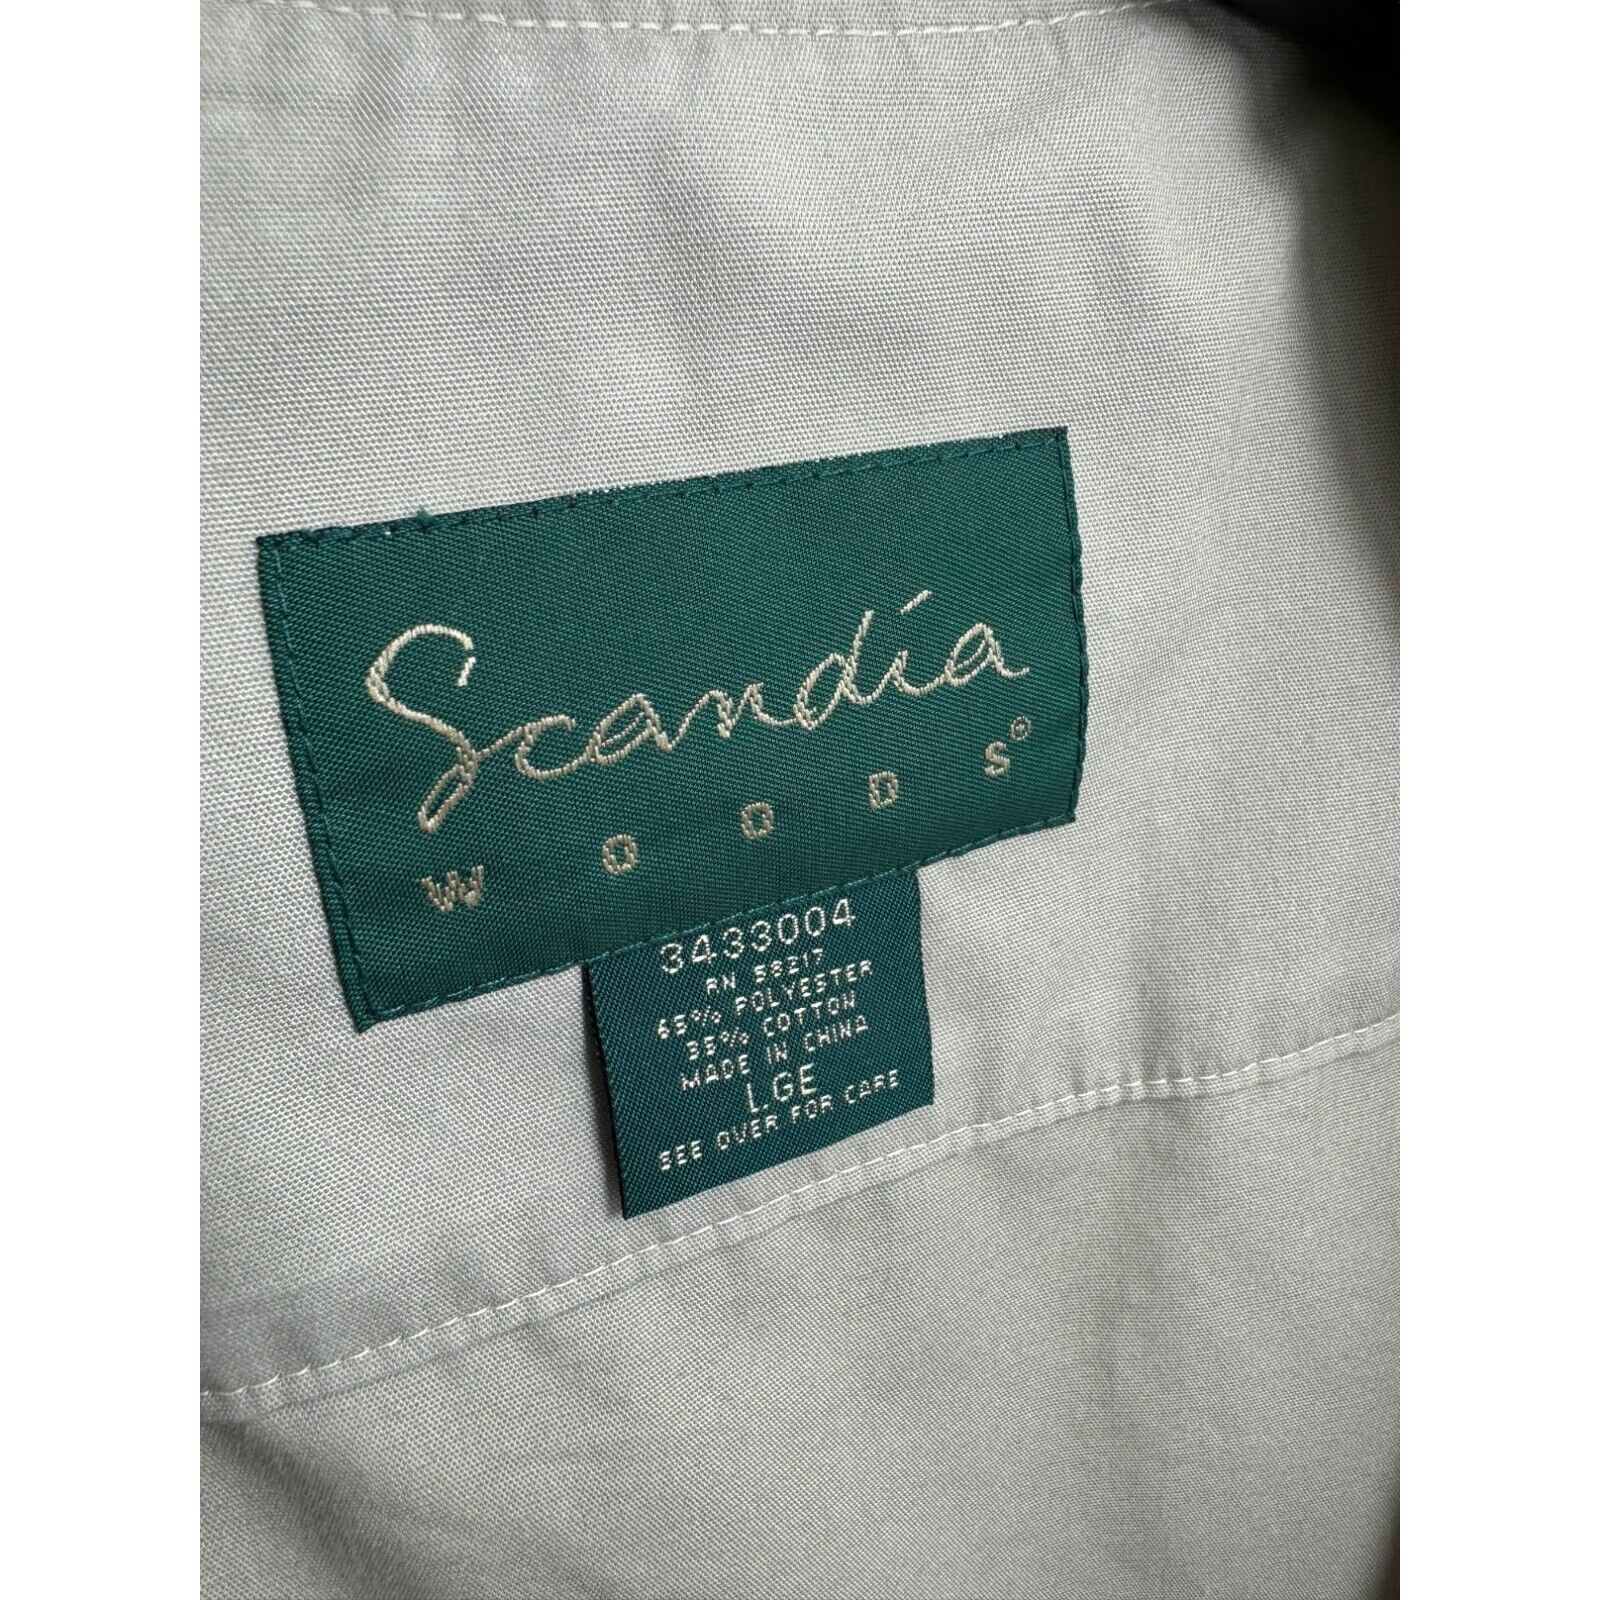 Scandia
WOODS®
3433004
RN 58217
65% POLYESTER
35% COTTON
MADE IN CHINA
LGE
SEE OVER FOR CARE